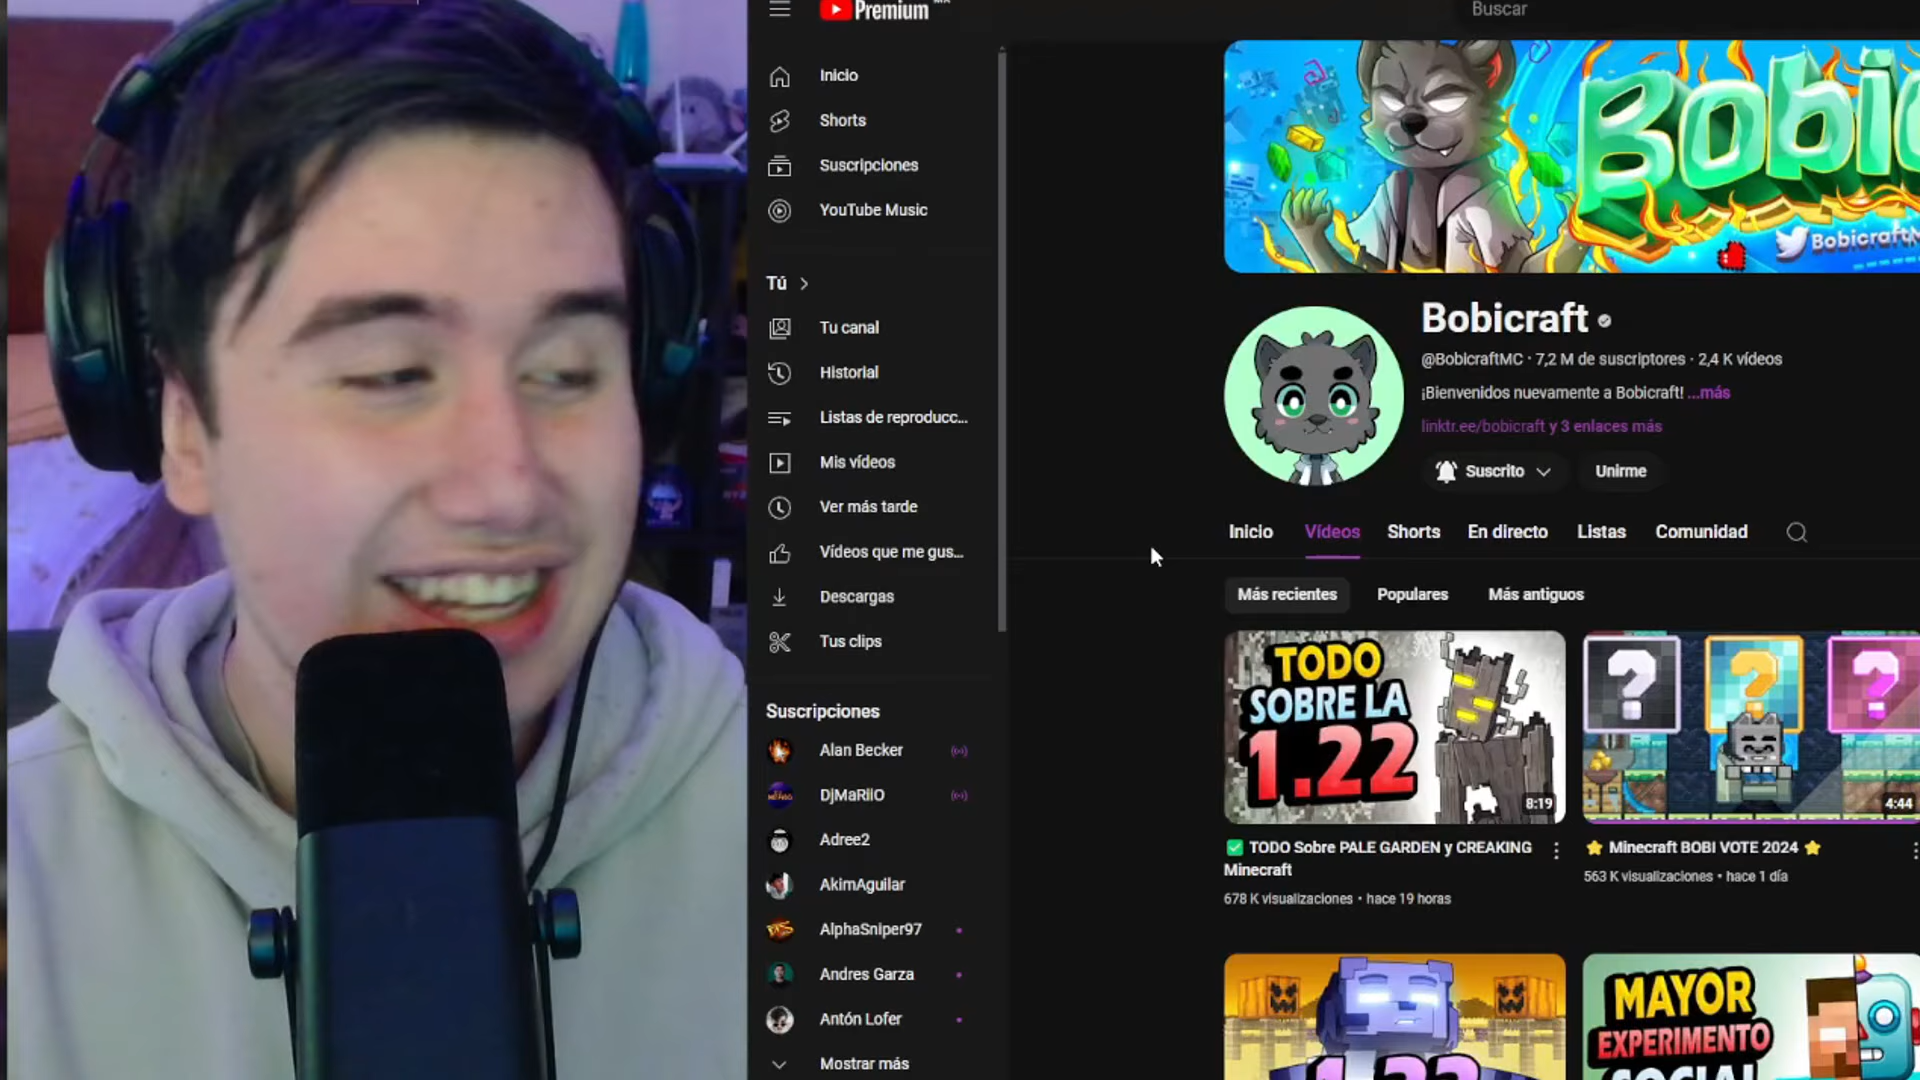 Premium
Buscar
Inicio
Shorts
Suscripciones
YouTube Music
Tú
Tu canal
Historial
Listas de reproducc...
Mis vídeos
Ver más tarde
Vídeos que me gus...
Descargas
Tus clips
Suscripciones
Alan Becker
DjMaRiiO
Adree2
AkimAguilar
AlphaSniper97
Andres Garza
Antón Lofer
Mostrar más
Bobic
BobicraftM
Bobicraft
@BobicraftMC · 7,2 M de suscriptores · 2,4 K vídeos
¡Bienvenidos nuevamente a Bobicraft! ...más
linktr.ee/bobicraft y 3 enlaces más
Suscrito
Unirme
Inicio Vídeos Shorts En directo Listas Comunidad
Más recientes Populares Más antiguos
TODO
SOBRE LA
1.22
8:19
? ? ?
4:44
TODO Sobre PALE GARDEN y CREAKING
Minecraft
678 K visualizaciones • hace 19 horas
Minecraft BOBI VOTE 2024
563 K visualizaciones • hace 1 día
MAYOR
EXPERIMENTO
SOCIAL